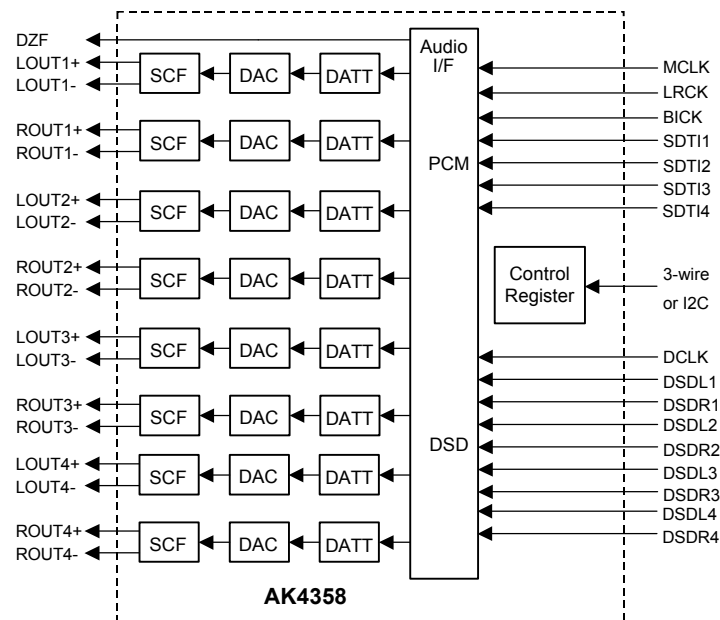 DZF
LOUT1+
LOUT1-
SCF
DAC
DATT
ROUT1+
ROUT1-
SCF
DAC
DATT
LOUT2+
LOUT2-
SCF
DAC
DATT
ROUT2+
ROUT2-
SCF
DAC
DATT
LOUT3+
LOUT3-
SCF
DAC
DATT
ROUT3+
ROUT3-
SCF
DAC
DATT
LOUT4+
LOUT4-
SCF
DAC
DATT
ROUT4+
ROUT4-
SCF
DAC
DATT
Audio
I/F
PCM
DSD
MCLK
LRCK
BICK
SDTI1
SDTI2
SDTI3
SDTI4
Control
Register
3-wire
or I2C
DCLK
DSDL1
DSDR1
DSDL2
DSDR2
DSDL3
DSDR3
DSDL4
DSDR4
AK4358